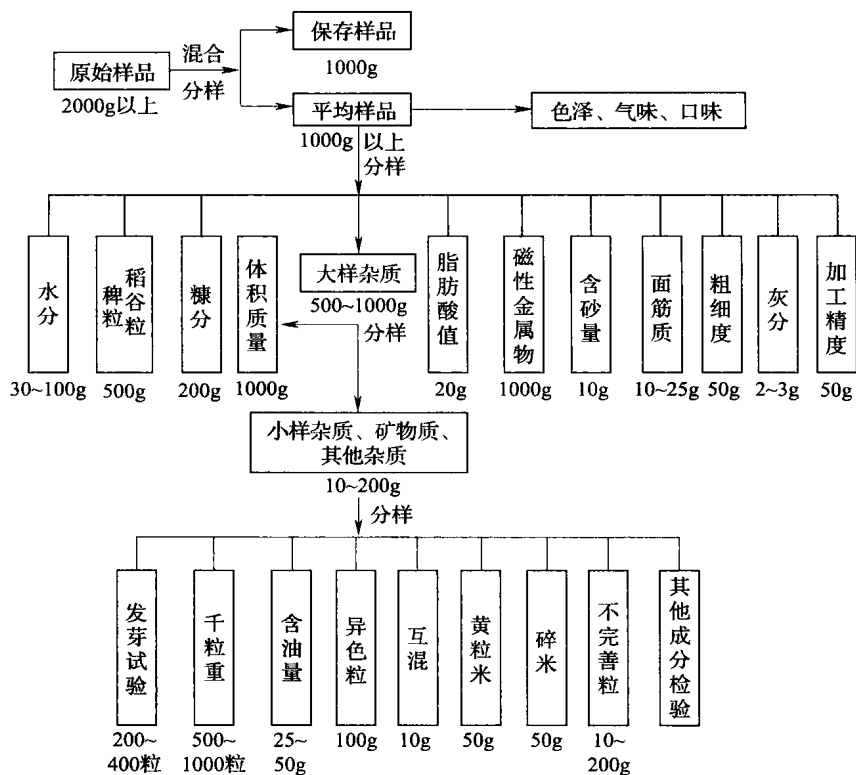 保存样品
1000g
原始样品
2000g以上
混合
分样
平均样品
1000g 以上
分样
色泽、气味、口味
水分
30~100g
稻谷粒
稗粒
500g
糠分
200g
体积质量
1000g
大样杂质
500~1000g
分样
脂肪酸值
20g
磁性金属物
1000g
含砂量
10g
面筋质
10~25g
粗细度
50g
灰分
2~3g
加工精度
50g
小样杂质、矿物质、
其他杂质
10~200g
分样
发芽试验
200~
400粒
千粒重
500~
1000粒
含油量
25~
50g
异色粒
100g
互混
10g
黄粒米
50g
碎米
50g
不完善粒
10~
200g
其他成分检验